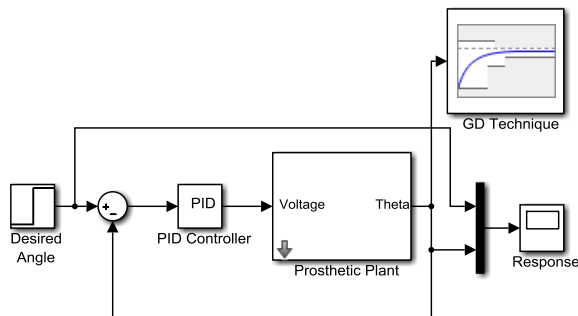 GD Technique
Desired
Angle
+
−
PID
PID Controller
Voltage
Theta
Prosthetic Plant
Response